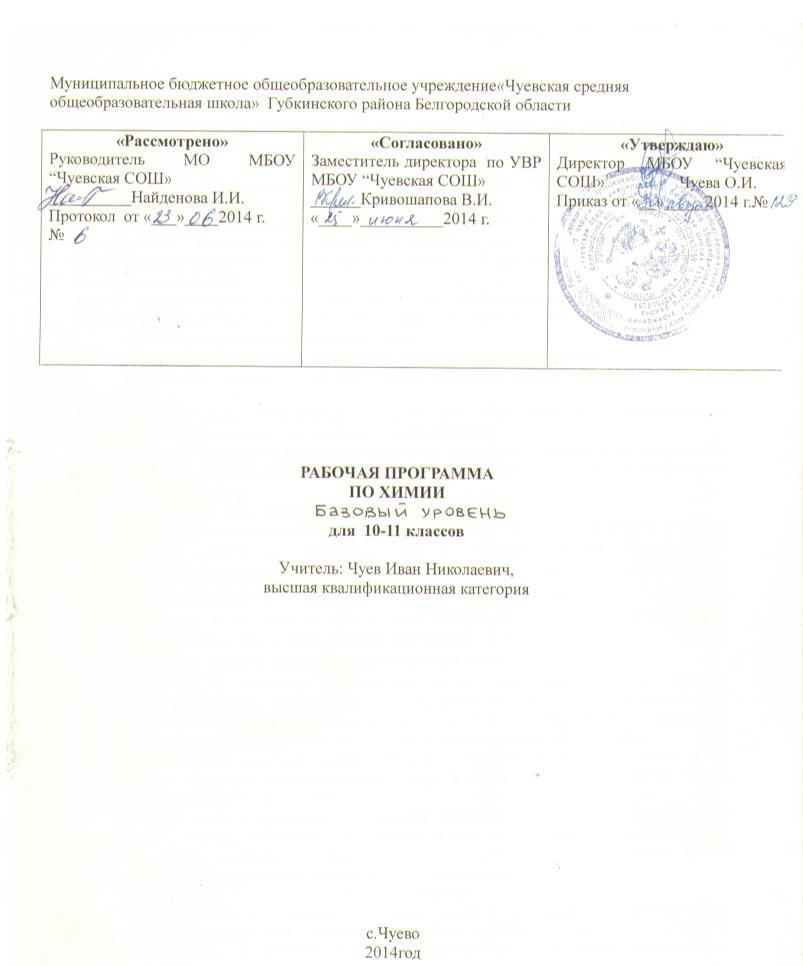 Муниципальное бюджетное общеобразовательное учреждение«Чуевская средняя
общеобразовательная школа» Губкинского района Белгородской области
«Рассмотрено»
Руководитель МО МБОУ
“Чуевская СОШ»
__________Найденова И.И.
Протокол от «23» 06 2014 г.
№ 6
«Согласовано»
Заместитель директора по УВР
МБОУ “Чуевская СОШ”
______Кривошапова В.И.
«25» июня 2014 г.
«Утверждаю»
Директор МБОУ “Чуевская
СОШ» Чуева О.И.
Приказ от 2014 г.№129
РАБОЧАЯ ПРОГРАММА
ПО ХИМИИ
Базовый уровень
для 10-11 классов
Учитель: Чуев Иван Николаевич,
высшая квалификационная категория
с.Чуево
2014год